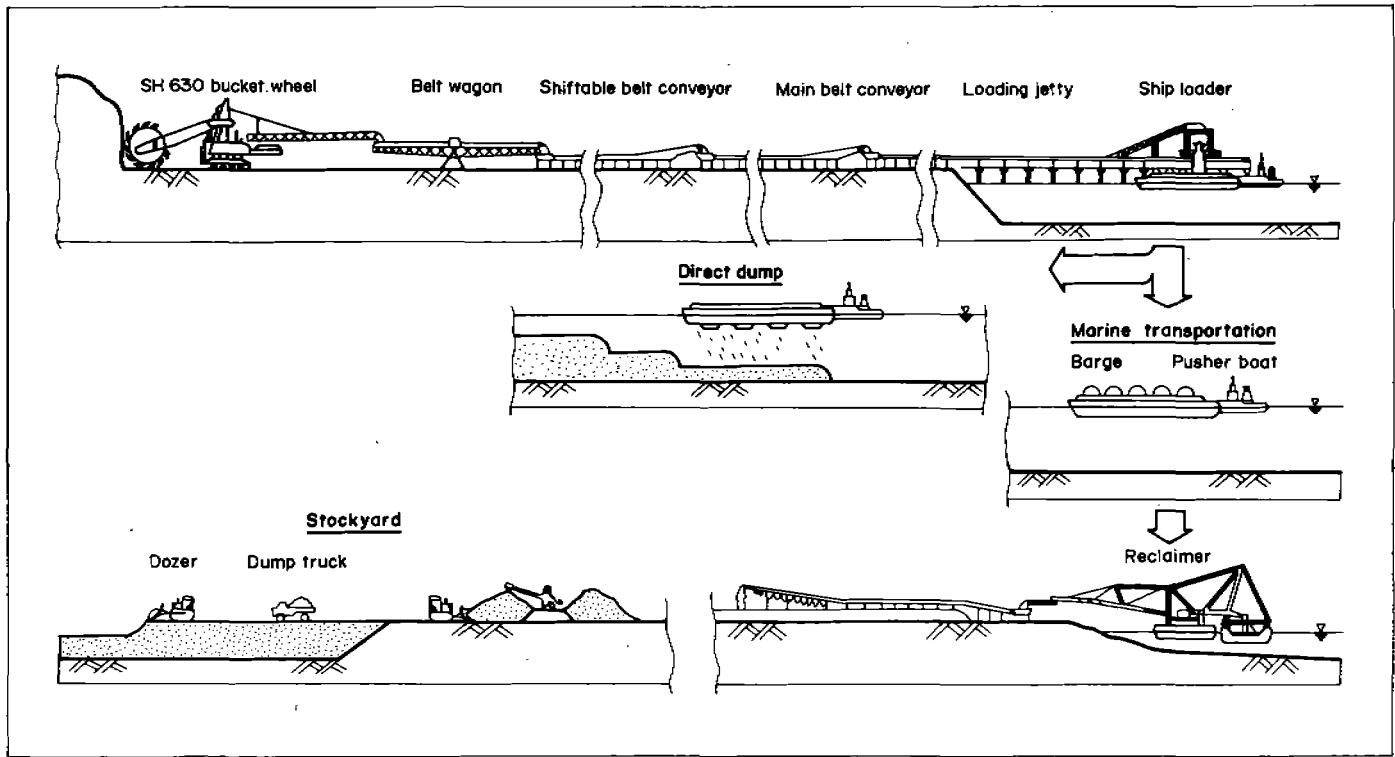 SH 630 bucket wheel
Belt wagon
Shiftable belt conveyor
Main belt conveyor
Loading jetty
Ship loader
Direct dump
Marine transportation
Barge
Pusher boat
Stockyard
Dozer
Dump truck
Reclaimer